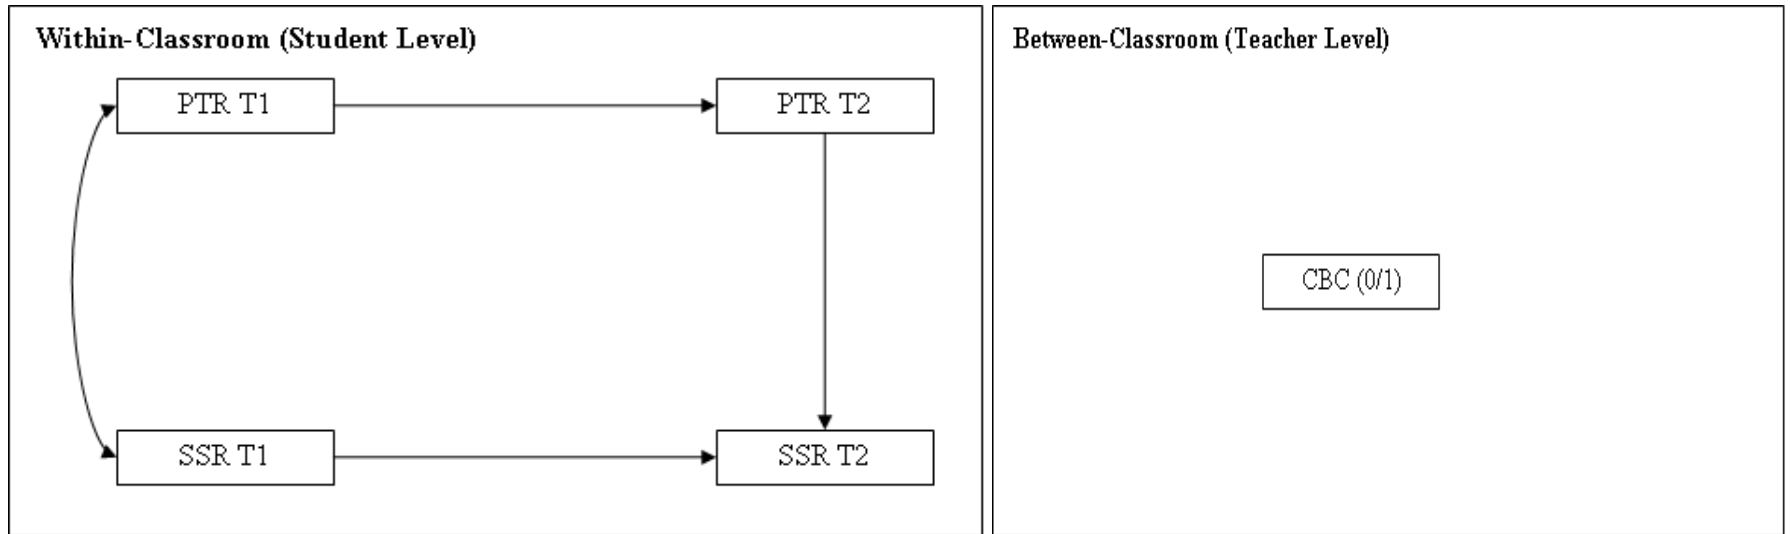 Within-Classroom (Student Level)
PTR T1
PTR T2
SSR T1
SSR T2
Between-Classroom (Teacher Level)
CBC (0/1)